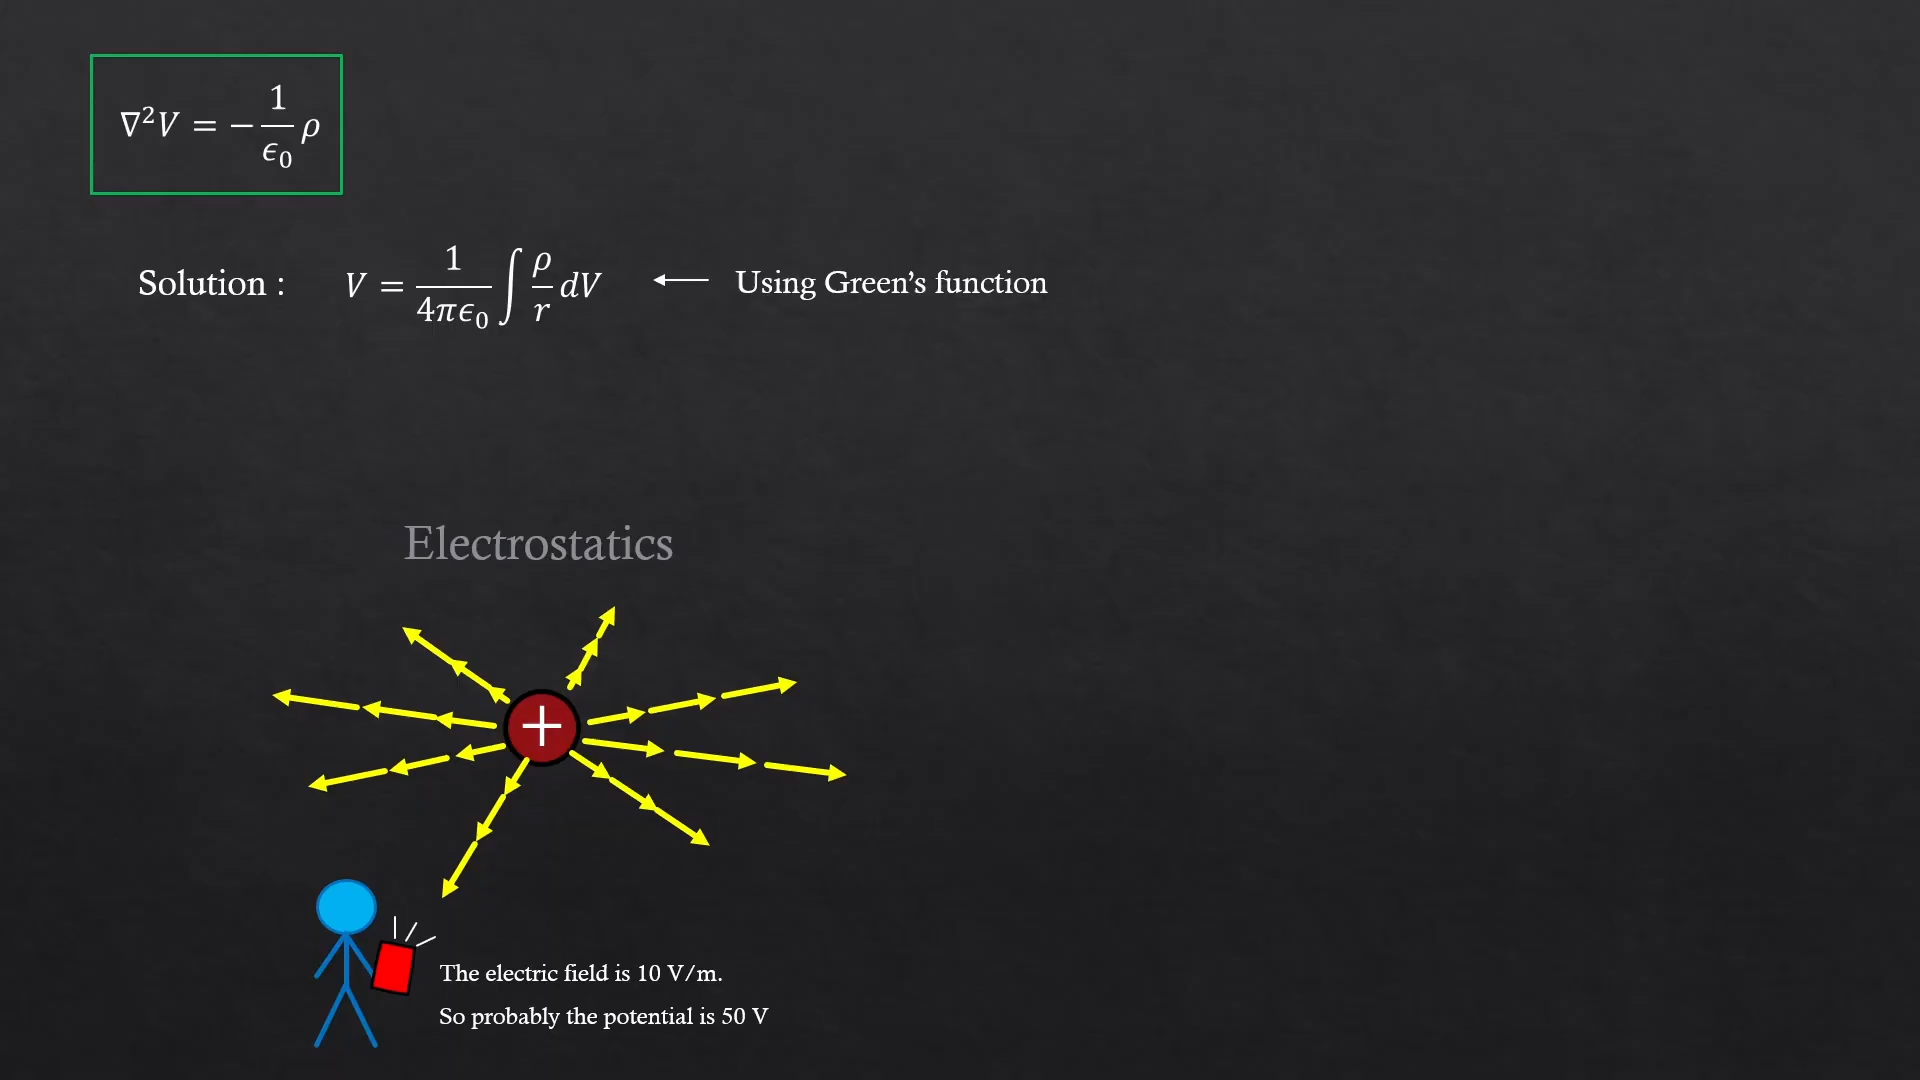 ∇²V = −1/ϵ₀ ρ
Solution : V = 1/4πϵ₀ ∫ ρ/r dV ← Using Green’s function
Electrostatics
+
The electric field is 10 V/m.
So probably the potential is 50 V